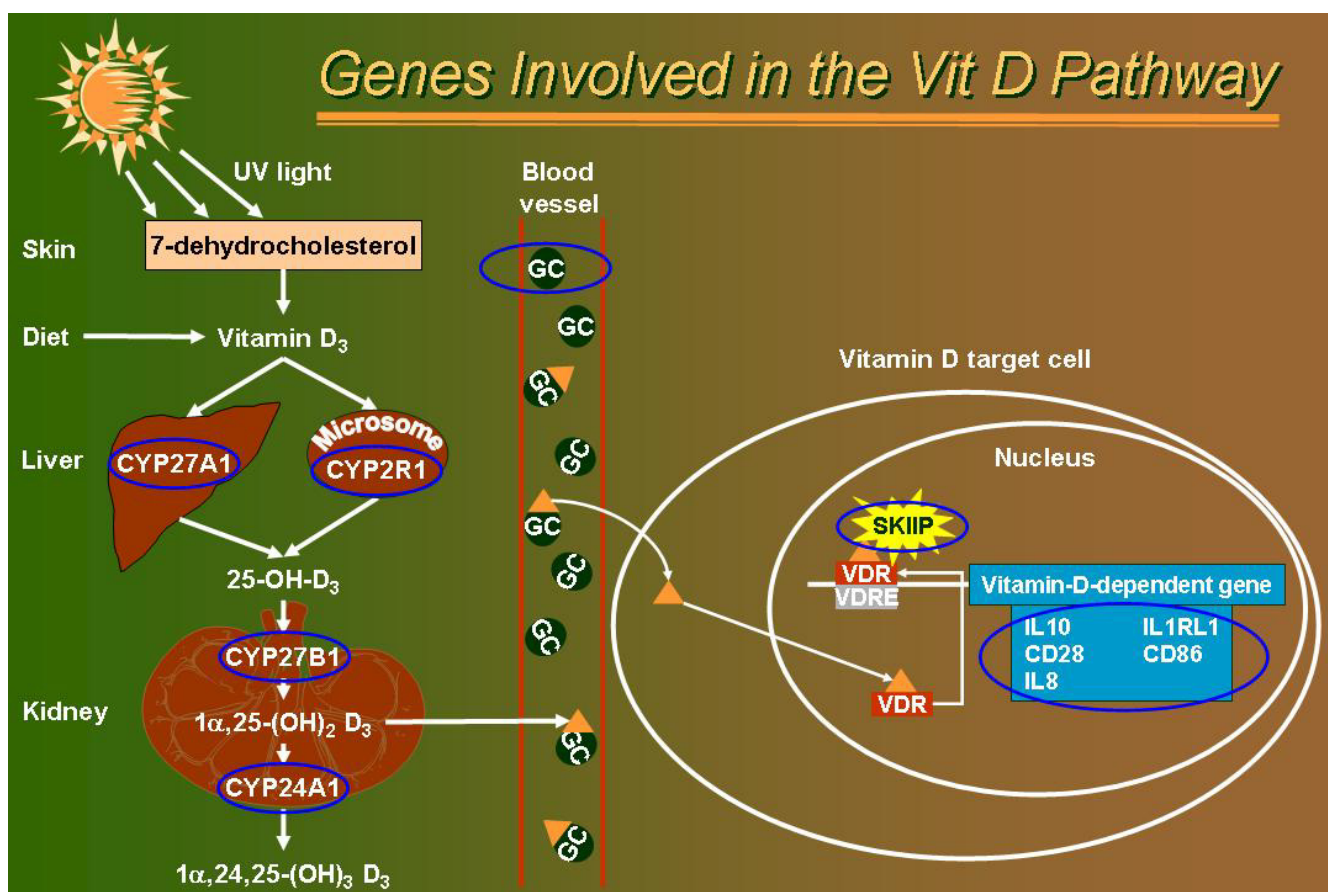 Genes Involved in the Vit D Pathway
UV light
Blood
vessel
Skin
7-dehydrocholesterol
GC
Diet
Vitamin D₃
GC
GC
Vitamin D target cell
Liver
CYP27A1
Microsome
CYP2R1
GC
Nucleus
GC
SKIIP
25-OH-D₃
GC
VDR
VDRE
Vitamin-D-dependent gene
IL10 IL1RL1
CD28 CD86
IL8
CYP27B1
GC
Kidney
1α,25-(OH)₂ D₃
GC
VDR
CYP24A1
GC
1α,24,25-(OH)₃ D₃